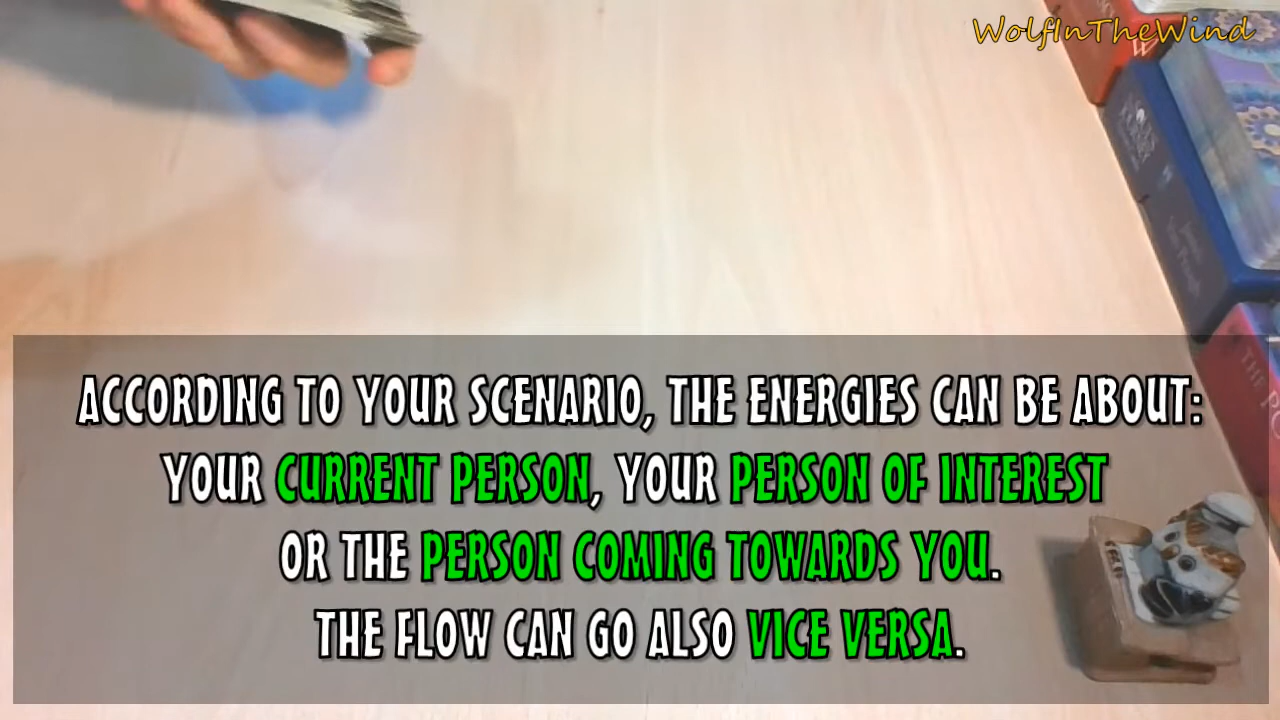 WolfInTheWind
ACCORDING TO YOUR SCENARIO, THE ENERGIES CAN BE ABOUT:
YOUR CURRENT PERSON, YOUR PERSON OF INTEREST
OR THE PERSON COMING TOWARDS YOU.
THE FLOW CAN GO ALSO VICE VERSA.